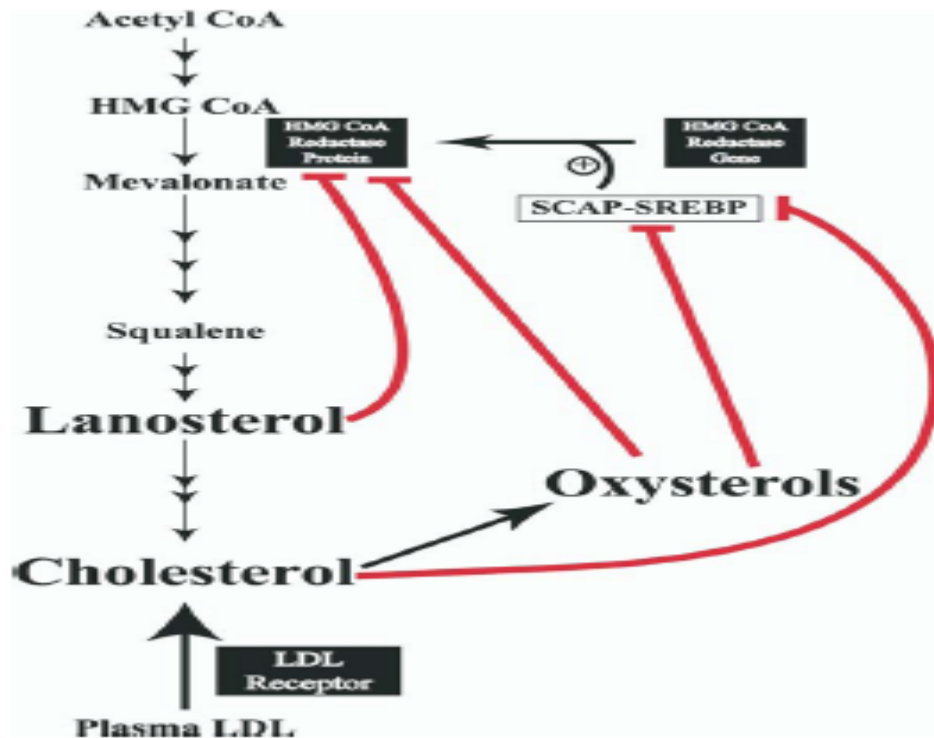 Acetyl CoA
HMG CoA
HMG CoA
Reductase
Protein
HMG CoA
Reductase
Gene
Mevalonate
+
SCAP-SREBP
Squalene
Lanosterol
Oxysterols
Cholesterol
LDL
Receptor
Plasma LDL